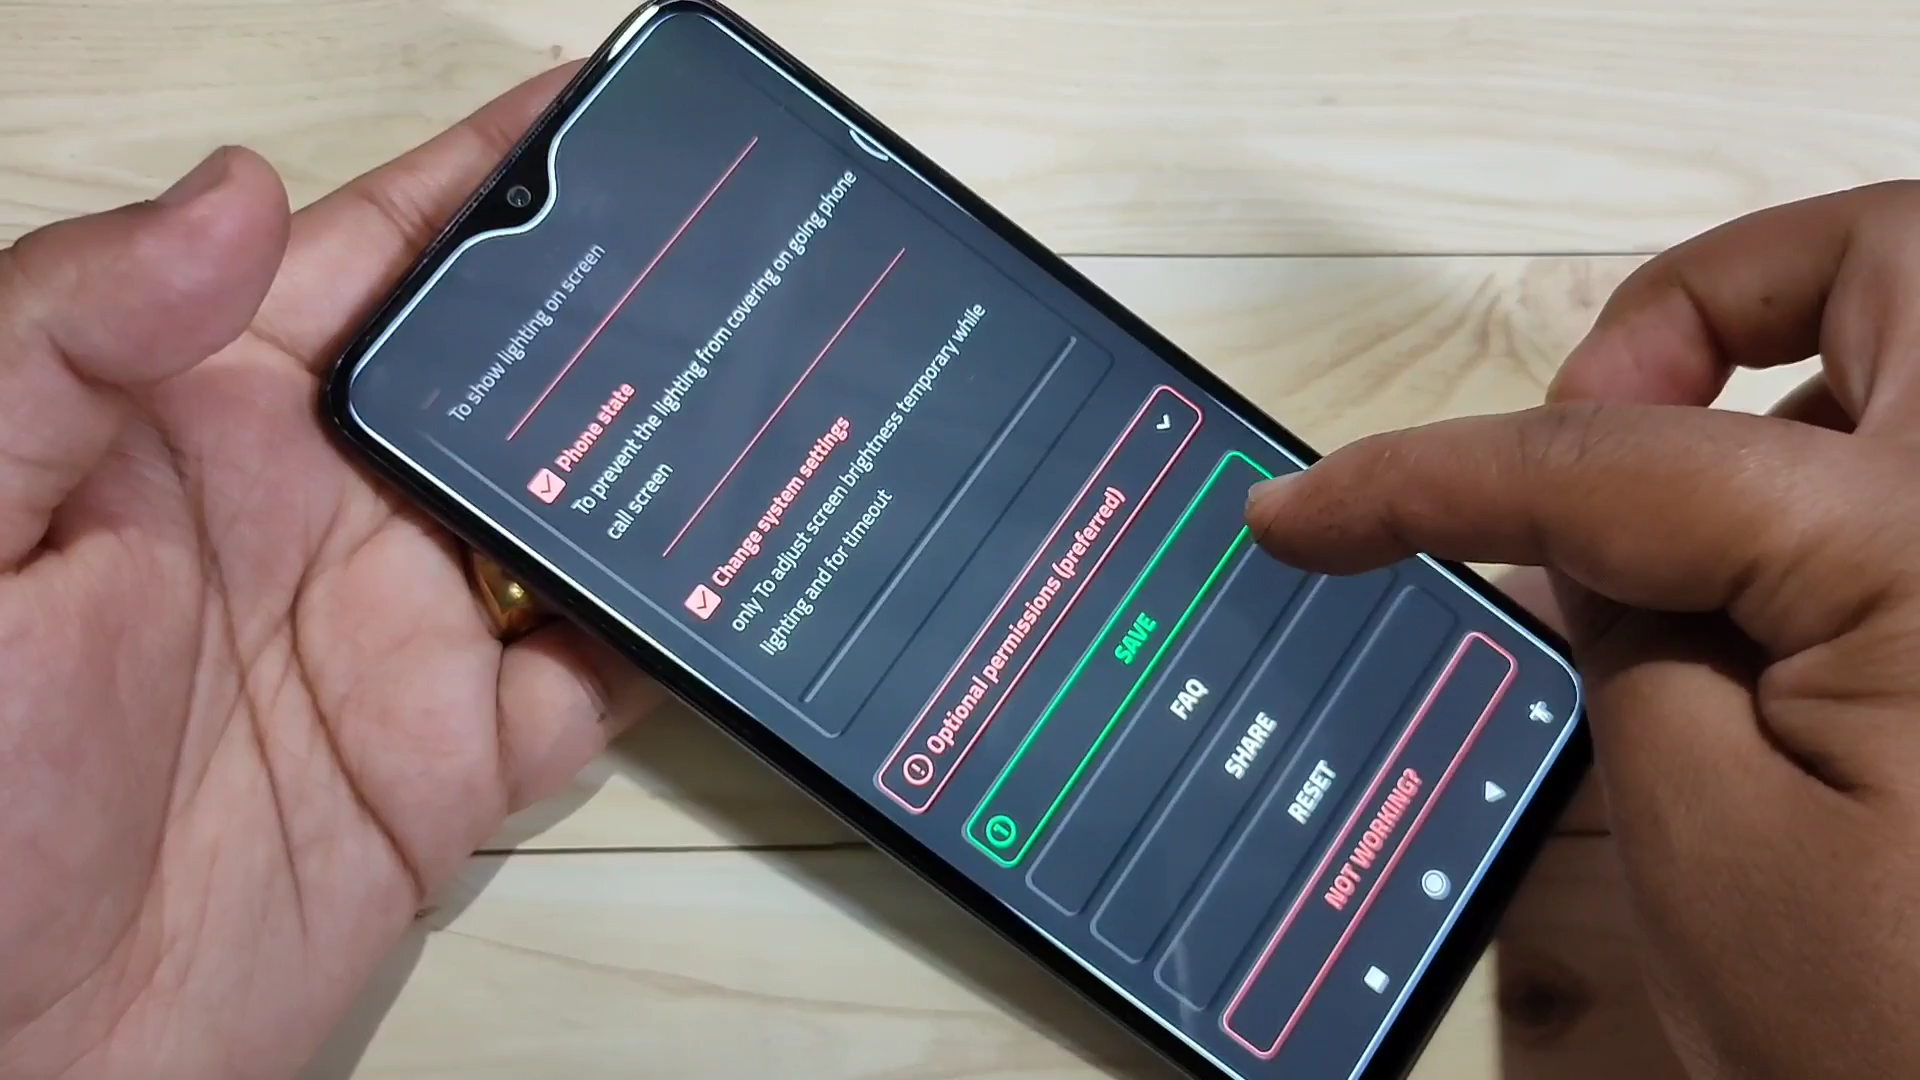 To show lighting on screen
Phone state
To prevent the lighting from covering on going phone
call screen
Change system settings
only To adjust screen brightness temporary while
lighting and for timeout
Optional permissions (preferred)
SAVE
FAQ
SHARE
RESET
NOT WORKING?